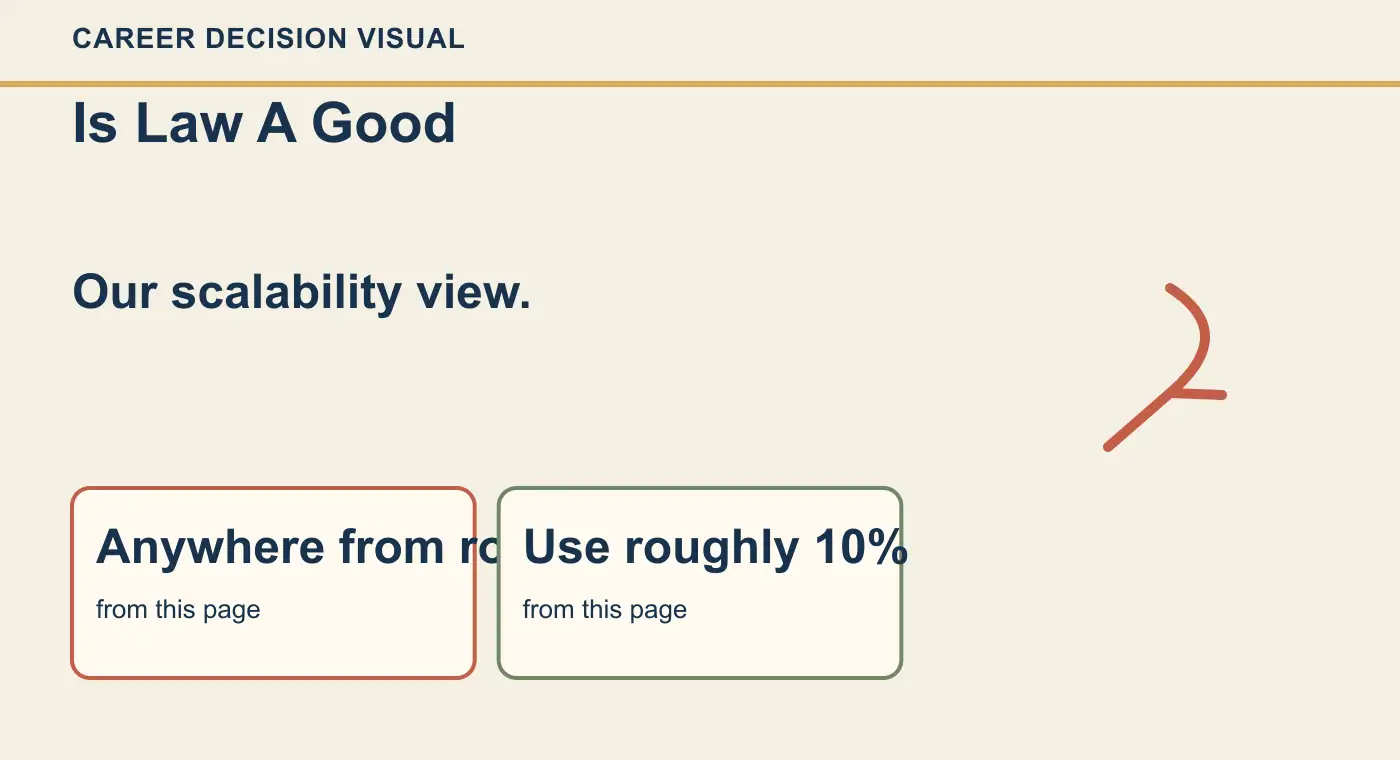 CAREER DECISION VISUAL
Is Law A Good
Our scalability view.
Anywhere from
from this page
Use roughly 10%
from this page